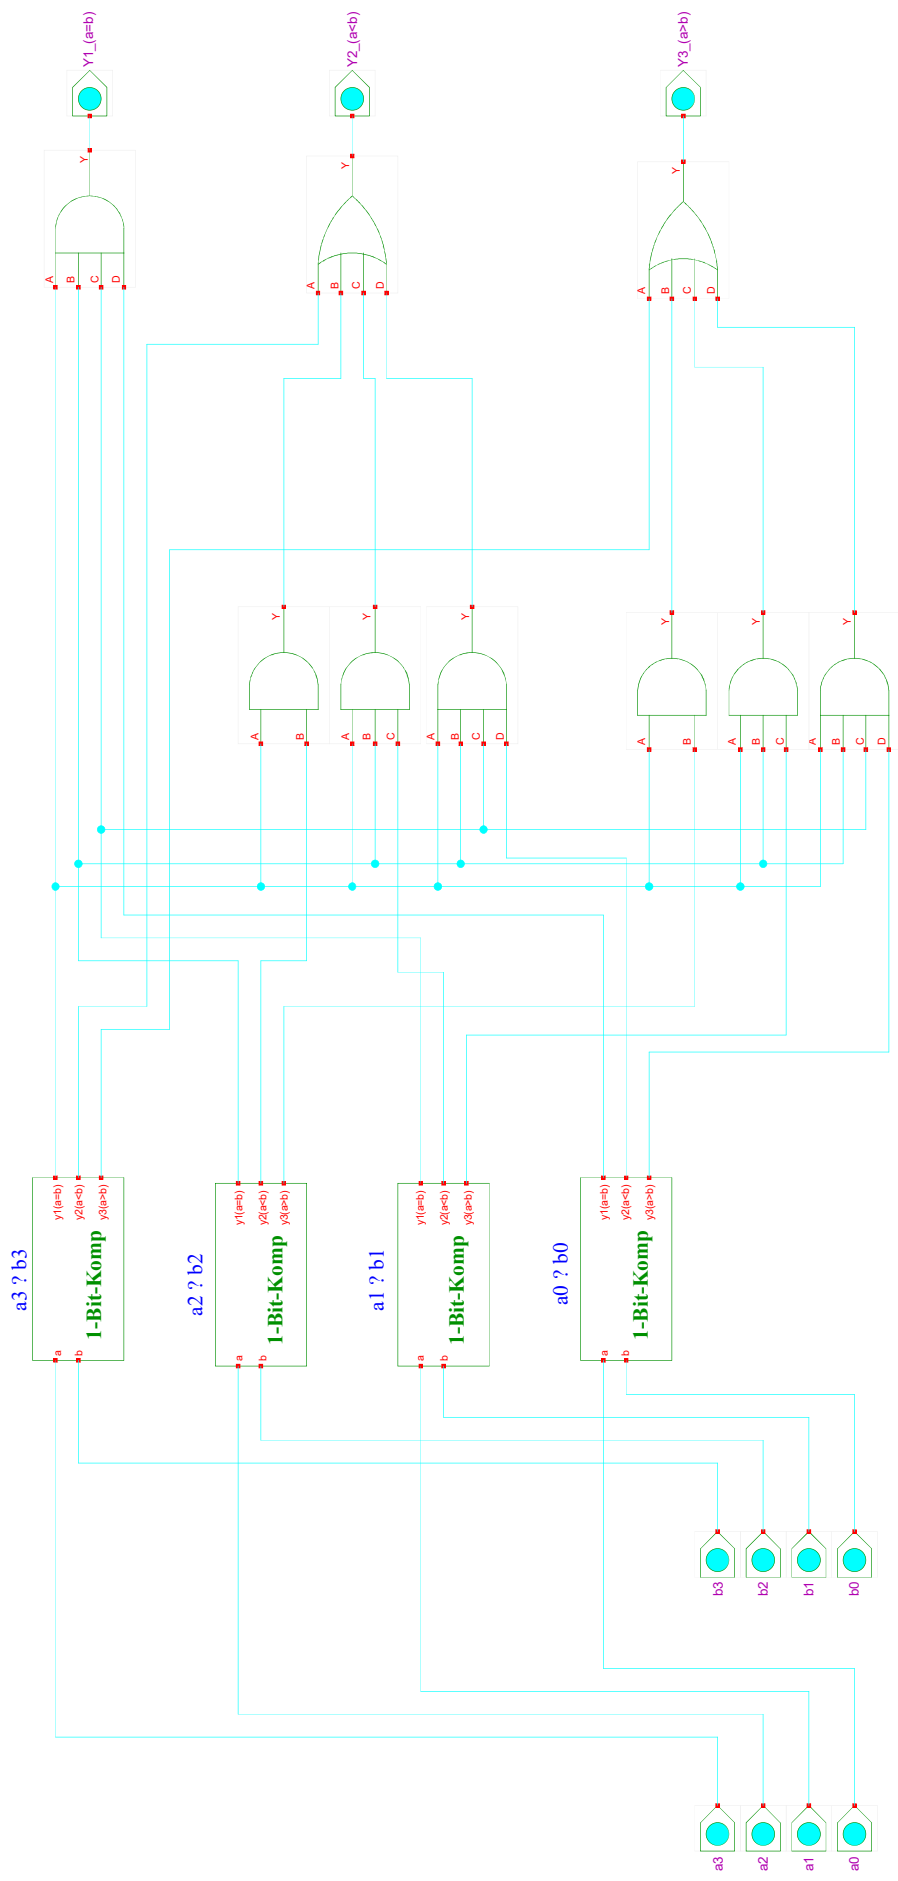 Y1_(a=b)
Y2_(a<b)
Y3_(a>b)
Y
Y
Y
A
B
C
D
A
B
C
D
A
B
C
D
Y
Y
Y
Y
Y
Y
A
B
A
B
C
A
B
C
D
A
B
A
B
C
A
B
C
D
a3 ? b3
y1(a=b)
y2(a<b)
y3(a>b)
1-Bit-Komp
a
b
a2 ? b2
y1(a=b)
y2(a<b)
y3(a>b)
1-Bit-Komp
a
b
a1 ? b1
y1(a=b)
y2(a<b)
y3(a>b)
1-Bit-Komp
a
b
a0 ? b0
y1(a=b)
y2(a<b)
y3(a>b)
1-Bit-Komp
a
b
b3
b2
b1
b0
a3
a2
a1
a0